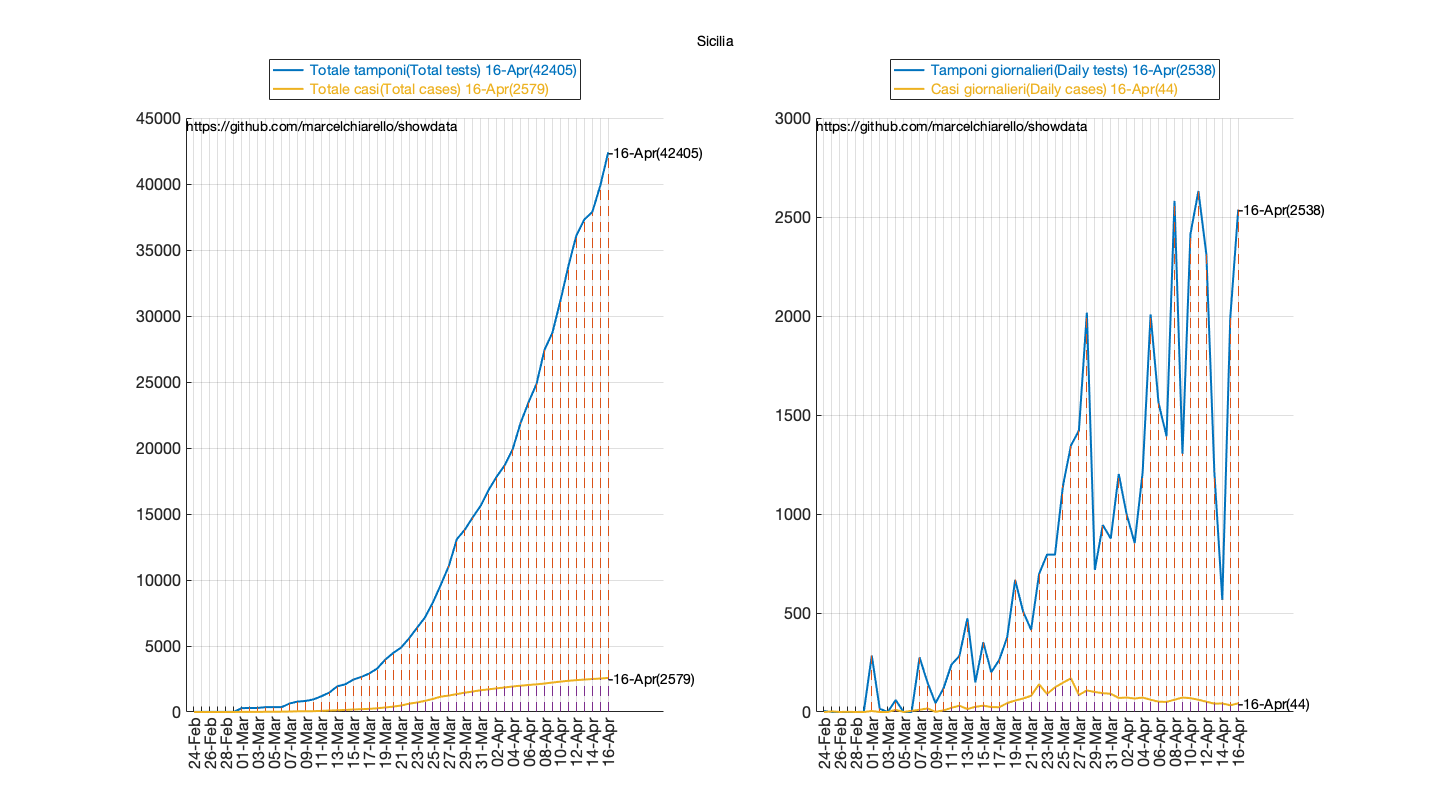 Sicilia
Totale tamponi(Total tests) 16-Apr(42405)
Totale casi(Total cases) 16-Apr(2579)
45000
40000
35000
30000
25000
20000
15000
10000
5000
0
https://github.com/marcelchiarello/showdata
16-Apr(42405)
16-Apr(2579)
24-Feb
26-Feb
28-Feb
01-Mar
03-Mar
05-Mar
07-Mar
09-Mar
11-Mar
13-Mar
15-Mar
17-Mar
19-Mar
21-Mar
23-Mar
25-Mar
27-Mar
29-Mar
31-Mar
02-Apr
04-Apr
06-Apr
08-Apr
10-Apr
12-Apr
14-Apr
16-Apr
Tamponi giornalieri(Daily tests) 16-Apr(2538)
Casi giornalieri(Daily cases) 16-Apr(44)
3000
2500
2000
1500
1000
500
0
https://github.com/marcelchiarello/showdata
16-Apr(2538)
16-Apr(44)
24-Feb
26-Feb
28-Feb
01-Mar
03-Mar
05-Mar
07-Mar
09-Mar
11-Mar
13-Mar
15-Mar
17-Mar
19-Mar
21-Mar
23-Mar
25-Mar
27-Mar
29-Mar
31-Mar
02-Apr
04-Apr
06-Apr
08-Apr
10-Apr
12-Apr
14-Apr
16-Apr